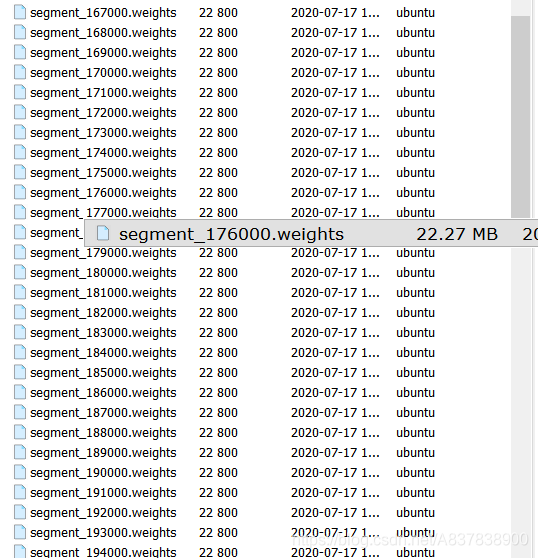 segment_167000.weights 22 800 2020-07-17 1... ubuntu
segment_168000.weights 22 800 2020-07-17 1... ubuntu
segment_169000.weights 22 800 2020-07-17 1... ubuntu
segment_170000.weights 22 800 2020-07-17 1... ubuntu
segment_171000.weights 22 800 2020-07-17 1... ubuntu
segment_172000.weights 22 800 2020-07-17 1... ubuntu
segment_173000.weights 22 800 2020-07-17 1... ubuntu
segment_174000.weights 22 800 2020-07-17 1... ubuntu
segment_175000.weights 22 800 2020-07-17 1... ubuntu
segment_176000.weights 22 800 2020-07-17 1... ubuntu
segment_177000.weights 22 800 2020-07-17 1... ubuntu
segment_ segment_176000.weights 22.27 MB 20
segment_179000.weights 22 800 2020-07-17 1... ubuntu
segment_180000.weights 22 800 2020-07-17 1... ubuntu
segment_181000.weights 22 800 2020-07-17 1... ubuntu
segment_182000.weights 22 800 2020-07-17 1... ubuntu
segment_183000.weights 22 800 2020-07-17 1... ubuntu
segment_184000.weights 22 800 2020-07-17 1... ubuntu
segment_185000.weights 22 800 2020-07-17 1... ubuntu
segment_186000.weights 22 800 2020-07-17 1... ubuntu
segment_187000.weights 22 800 2020-07-17 1... ubuntu
segment_188000.weights 22 800 2020-07-17 1... ubuntu
segment_189000.weights 22 800 2020-07-17 1... ubuntu
segment_190000.weights 22 800 2020-07-17 1... ubuntu
segment_191000.weights 22 800 2020-07-17 1... ubuntu
segment_192000.weights 22 800 2020-07-17 1... ubuntu
segment_193000.weights 22 800 2020-07-17 1... ubuntu
segment_194000.weights 22 800 2020-07-17 1... ubuntu